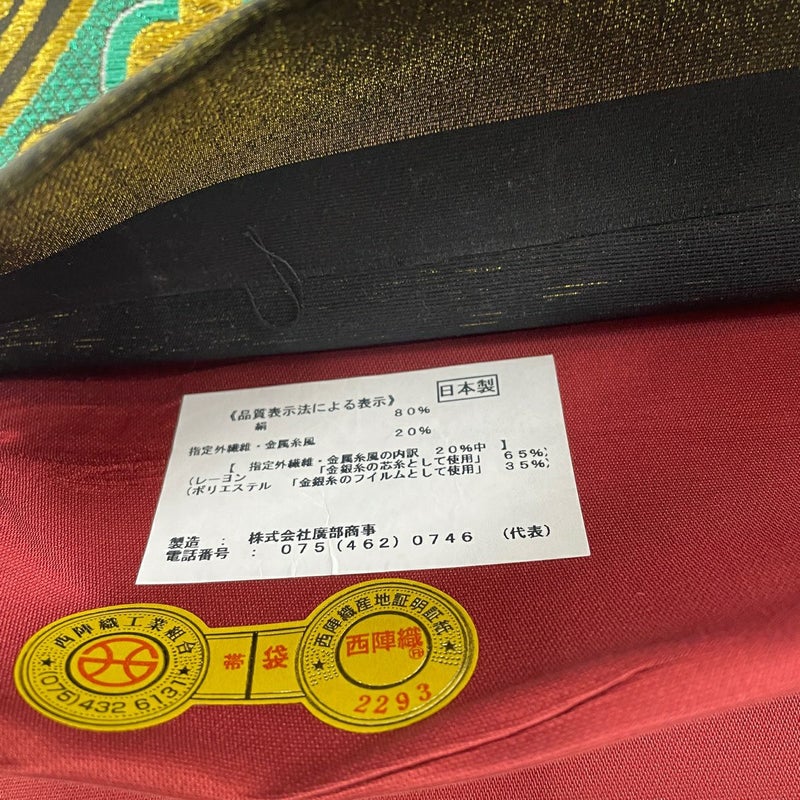 日本製
《品質表示法による表示》
絹 80%
指定外繊維・金属糸風 20%
【 指定外繊維・金属糸風の内訳 20%中 】
(レーヨン 「金銀糸の芯糸として使用」 65%)
(ポリエステル 「金銀糸のフイルムとして使用」 35%)
製造 : 株式会社廣部商事
電話番号 : 075(462)0746 (代表)
★西陣織工業組合★
(075)432 6131
帯袋
西陣織産地証明証紙
★西陣織®★
2293